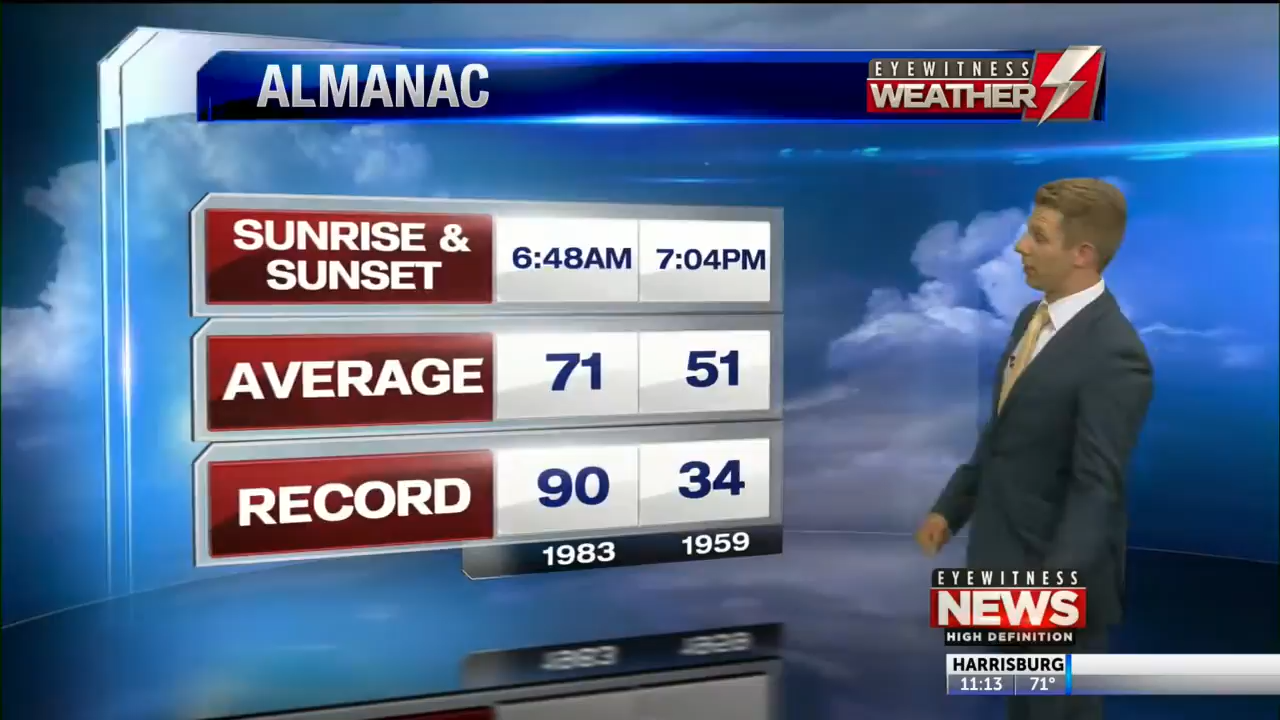 ALMANAC
EYEWITNESS
WEATHER
SUNRISE &
SUNSET
6:48AM
7:04PM
AVERAGE
71
51
RECORD
90
34
1983
1959
EYEWITNESS
NEWS
HIGH DEFINITION
HARRISBURG
11:13
71°